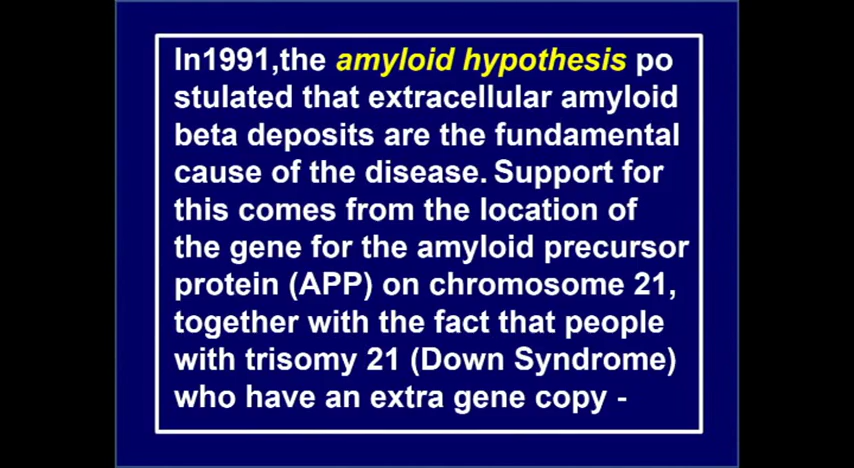 In1991,the amyloid hypothesis po
stulated that extracellular amyloid
beta deposits are the fundamental
cause of the disease. Support for
this comes from the location of
the gene for the amyloid precursor
protein (APP) on chromosome 21,
together with the fact that people
with trisomy 21 (Down Syndrome)
who have an extra gene copy -